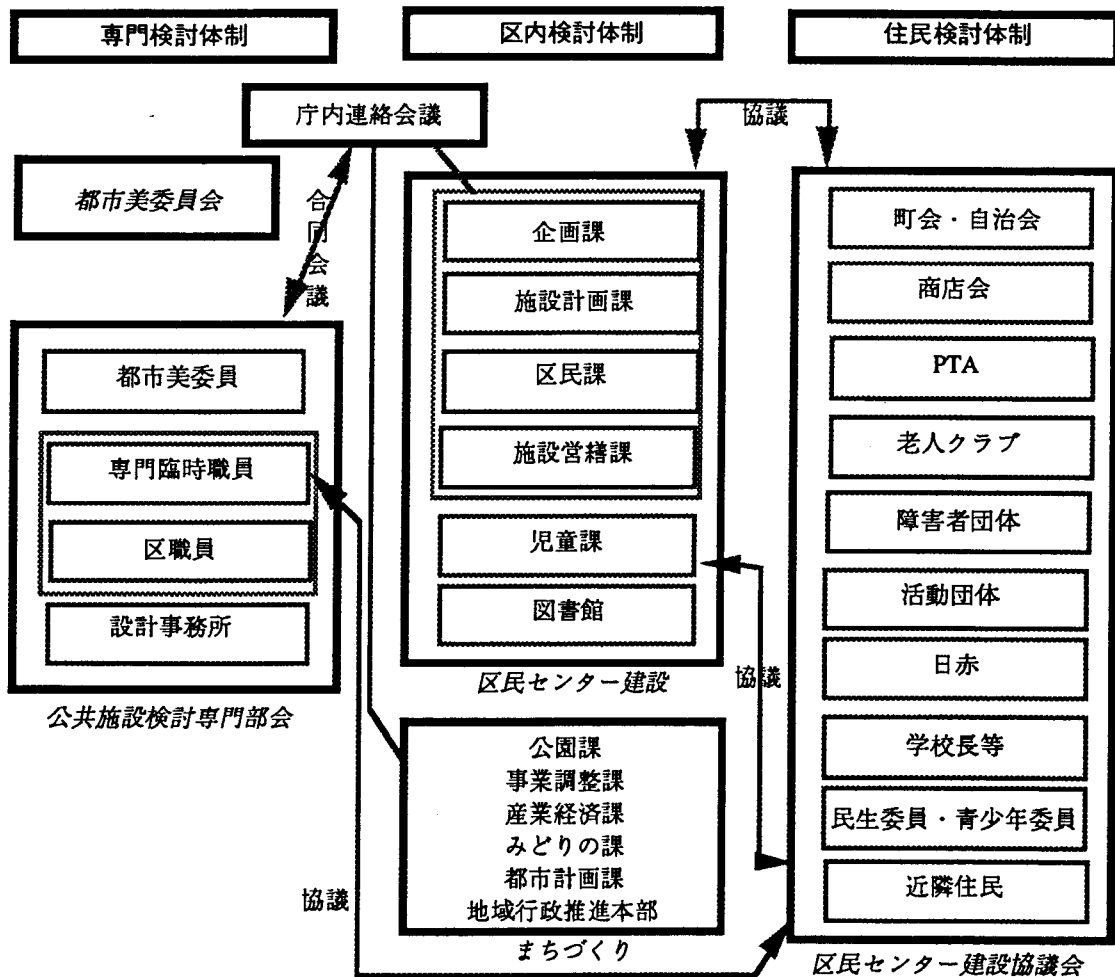 専門検討体制
区内検討体制
住民検討体制
庁内連絡会議
協議
都市美委員会
合同会議
企画課
施設計画課
区民課
施設営繕課
児童課
図書館
区民センター建設
都市美委員
専門臨時職員
区職員
設計事務所
公共施設検討専門部会
公園課
事業調整課
産業経済課
みどりの課
都市計画課
地域行政推進本部
まちづくり
協議
協議
町会・自治会
商店会
PTA
老人クラブ
障害者団体
活動団体
日赤
学校長等
民生委員・青少年委員
近隣住民
区民センター建設協議会